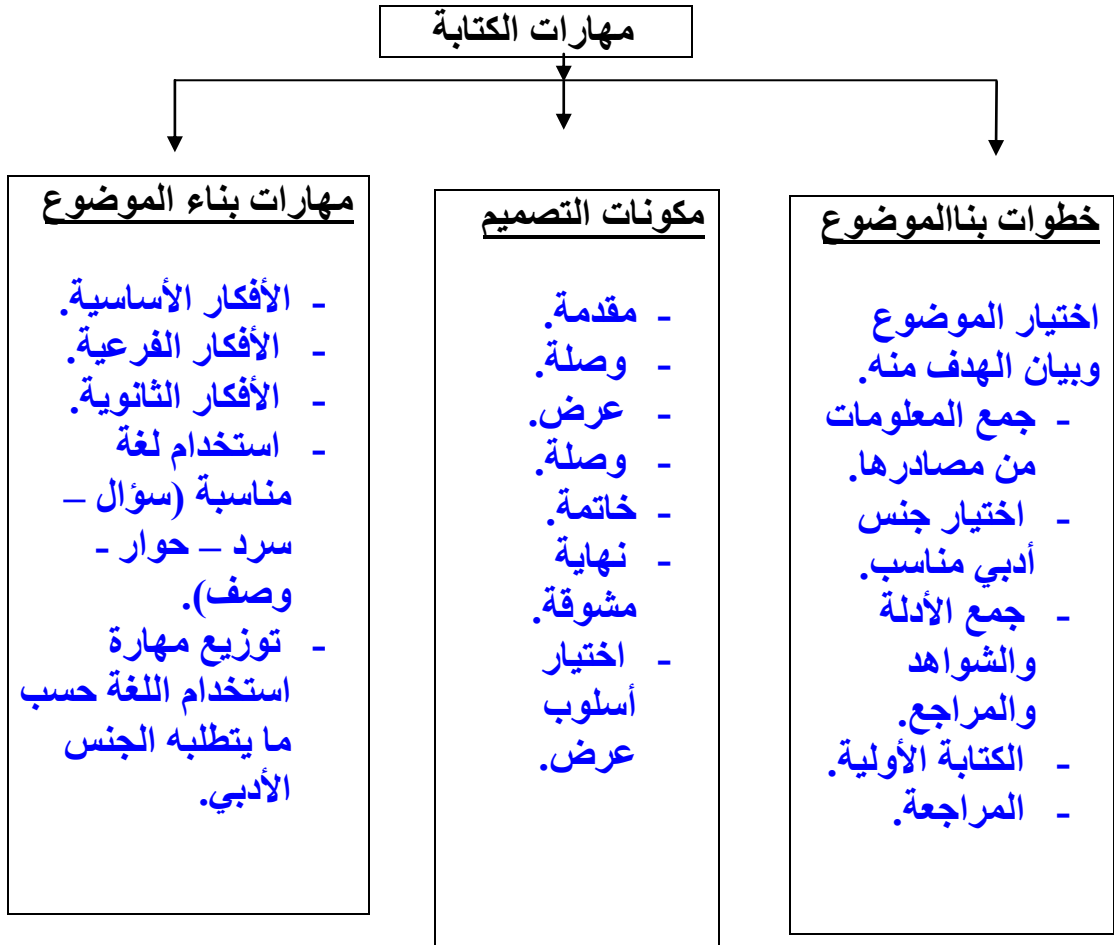 مهارات الكتابة
خطوات بناالموضوع
اختيار الموضوع
وبيان الهدف منه.
- جمع المعلومات
من مصادرها.
- اختيار جنس
أدبي مناسب.
- جمع الأدلة
والشواهد
والمراجع.
- الكتابة الأولية.
- المراجعة.
مكونات التصميم
- مقدمة.
- وصلة.
- عرض.
- وصلة.
- خاتمة.
- نهاية
مشوقة.
- اختيار
أسلوب
عرض.
مهارات بناء الموضوع
- الأفكار الأساسية.
- الأفكار الفرعية.
- الأفكار الثانوية.
- استخدام لغة
مناسبة (سؤال –
سرد – حوار -
وصف).
- توزيع مهارة
استخدام اللغة حسب
ما يتطلبه الجنس
الأدبي.